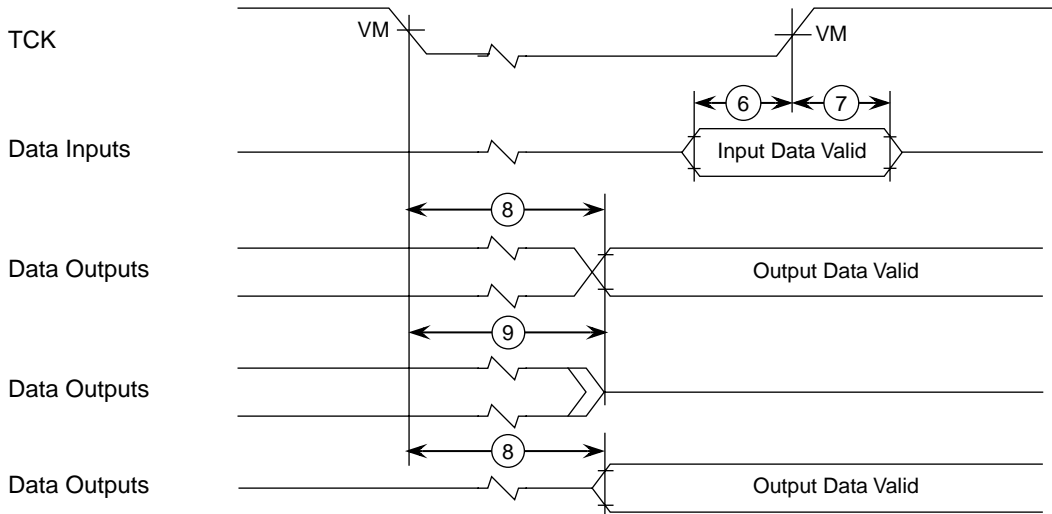 TCK
VM
VM
6
7
Data Inputs
Input Data Valid
8
Data Outputs
Output Data Valid
9
Data Outputs
8
Data Outputs
Output Data Valid